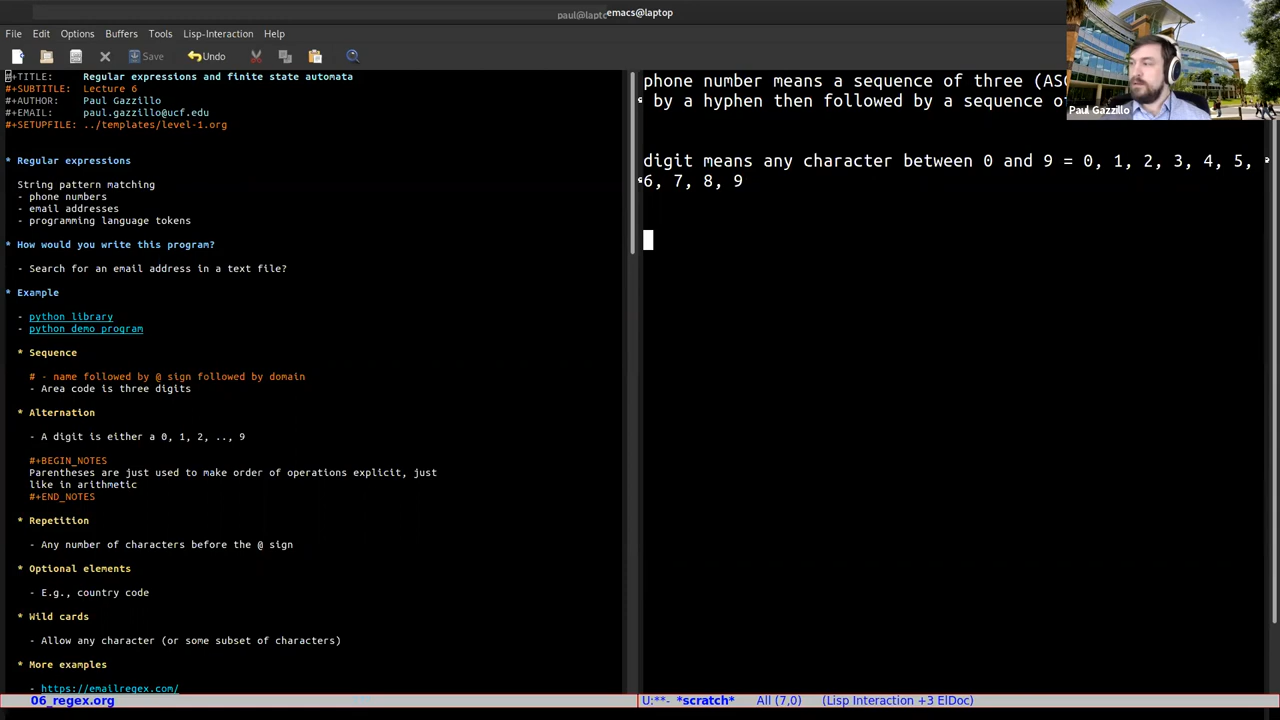 paul@lapto
emacs@laptop
File Edit Options Buffers Tools Lisp-Interaction Help
Save Undo
#+TITLE: Regular expressions and finite state automata
#+SUBTITLE: Lecture 6
#+AUTHOR: Paul Gazzillo
#+EMAIL: paul.gazzillo@ucf.edu
#+SETUPFILE: ../templates/level-1.org
* Regular expressions
String pattern matching
- phone numbers
- email addresses
- programming language tokens
* How would you write this program?
- Search for an email address in a text file?
* Example
- python library
- python demo program
* Sequence
# - name followed by @ sign followed by domain
- Area code is three digits
* Alternation
- A digit is either a 0, 1, 2, .., 9
#+BEGIN_NOTES
Parentheses are just used to make order of operations explicit, just
like in arithmetic
#+END_NOTES
* Repetition
- Any number of characters before the @ sign
* Optional elements
- E.g., country code
* Wild cards
- Allow any character (or some subset of characters)
* More examples
- https://emailregex.com/
06_regex.org
phone number means a sequence of three (ASC
by a hyphen then followed by a sequence of
digit means any character between 0 and 9 = 0, 1, 2, 3, 4, 5,
6, 7, 8, 9
U:**- *scratch* All (7,0) (Lisp Interaction +3 ElDoc)
Paul Gazzillo